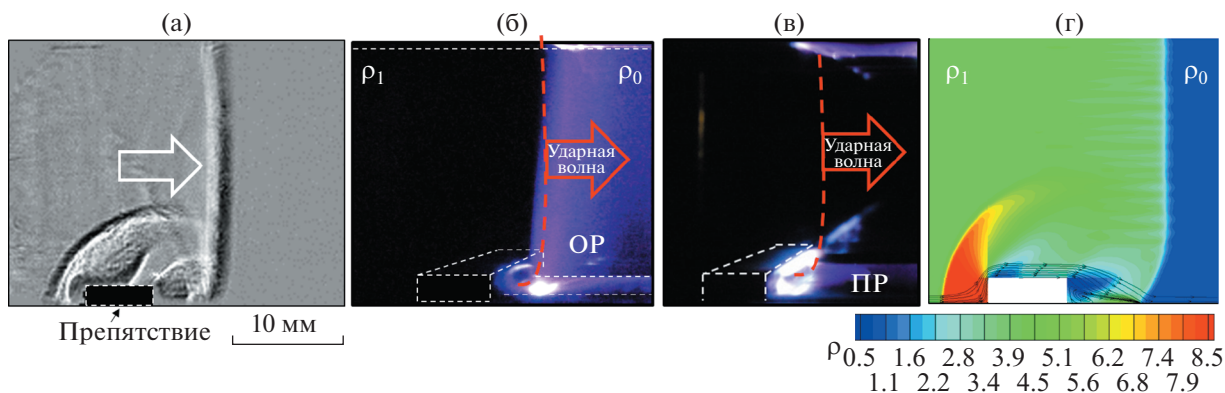 (а)
(б)
(в)
(г)
ρ1
ρ0
Ударная
волна
ОР
Ударная
волна
ПР
ρ1
ρ0
Препятствие
10 мм
ρ0
0.5 1.6 2.8 3.9 5.1 6.2 7.4 8.5
1.1 2.2 3.4 4.5 5.6 6.8 7.9